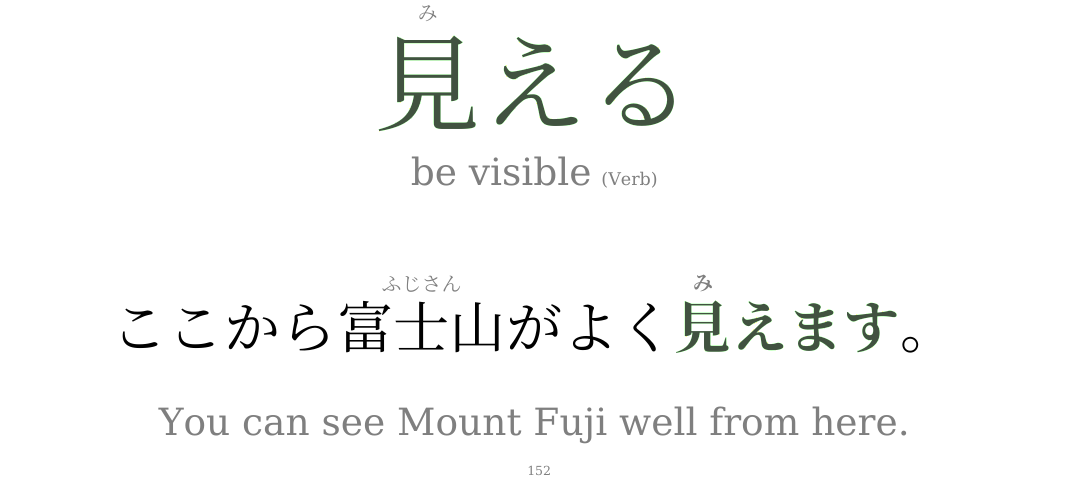 み
見える
be visible (Verb)
ふじさん み
ここから富士山がよく見えます。
You can see Mount Fuji well from here.
152